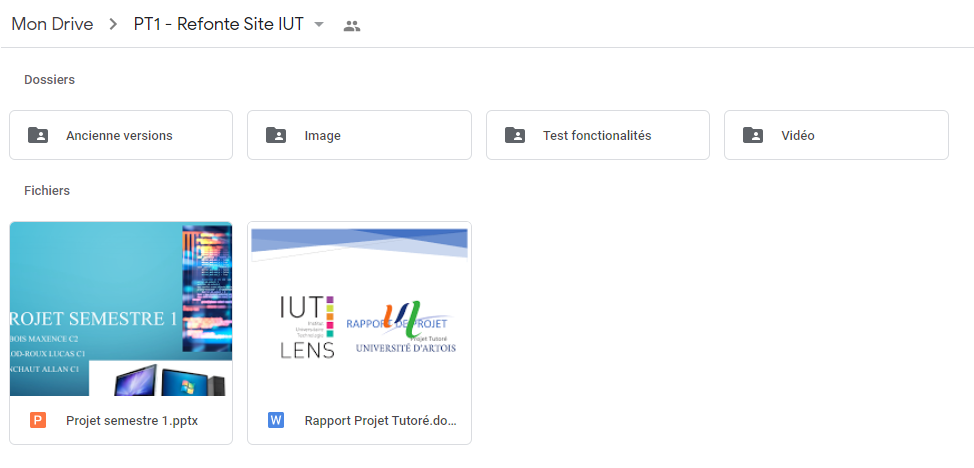 Mon Drive > PT1 - Refonte Site IUT
Dossiers
Ancienne versions
Image
Test fonctionalités
Vidéo
Fichiers
ROJET SEMESTRE 1
BOIS MAXENCE C2
OD-ROUX LUCAS C1
NCHAUT ALLAN C1
IUT
Institut
Universitaire
Technologie
LENS
RAPPORT DE PROJET
Projet Tutoré
UNIVERSITÉ D'ARTOIS
P Projet semestre 1.pptx
W Rapport Projet Tutoré.do...